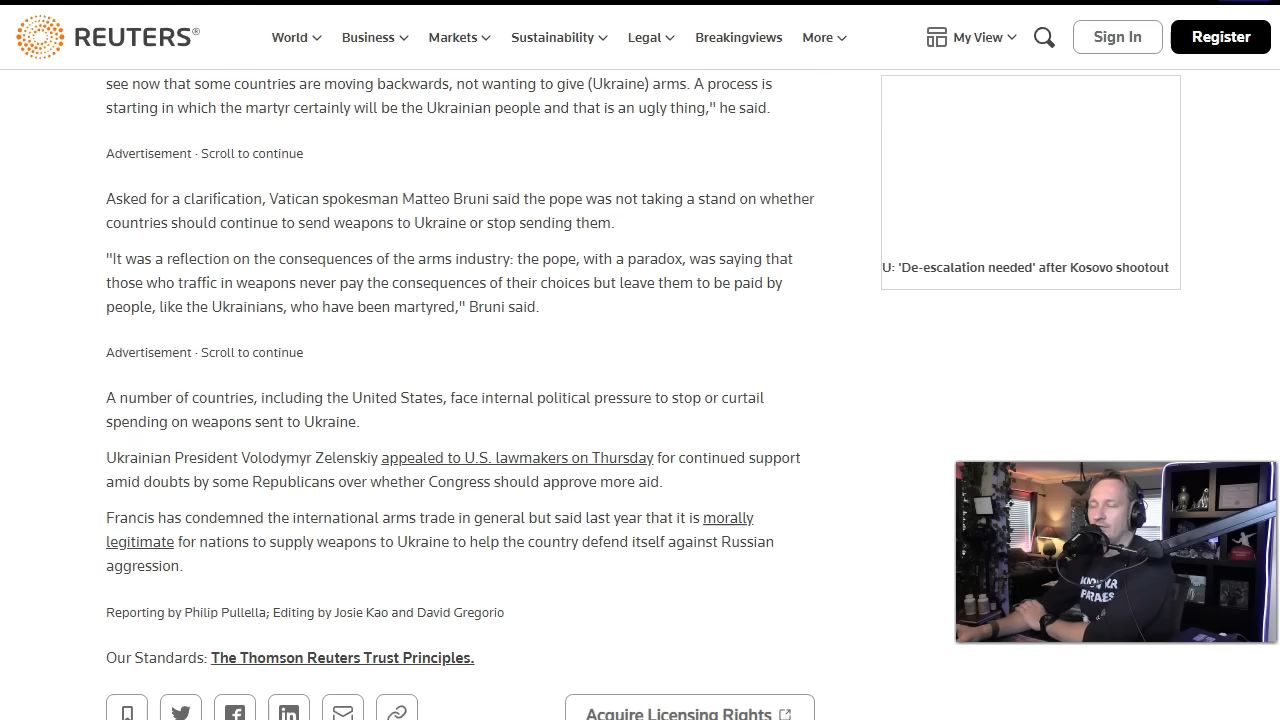 REUTERS®
World Business Markets Sustainability Legal Breakingviews More My View Sign In Register
see now that some countries are moving backwards, not wanting to give (Ukraine) arms. A process is
starting in which the martyr certainly will be the Ukrainian people and that is an ugly thing," he said.
Advertisement · Scroll to continue
Asked for a clarification, Vatican spokesman Matteo Bruni said the pope was not taking a stand on whether
countries should continue to send weapons to Ukraine or stop sending them.
"It was a reflection on the consequences of the arms industry: the pope, with a paradox, was saying that
those who traffic in weapons never pay the consequences of their choices but leave them to be paid by
people, like the Ukrainians, who have been martyred," Bruni said.
Advertisement · Scroll to continue
A number of countries, including the United States, face internal political pressure to stop or curtail
spending on weapons sent to Ukraine.
Ukrainian President Volodymyr Zelenskiy appealed to U.S. lawmakers on Thursday for continued support
amid doubts by some Republicans over whether Congress should approve more aid.
Francis has condemned the international arms trade in general but said last year that it is morally
legitimate for nations to supply weapons to Ukraine to help the country defend itself against Russian
aggression.
Reporting by Philip Pullella; Editing by Josie Kao and David Gregorio
Our Standards: The Thomson Reuters Trust Principles.
Acquire Licensing Rights
U: 'De-escalation needed' after Kosovo shootout